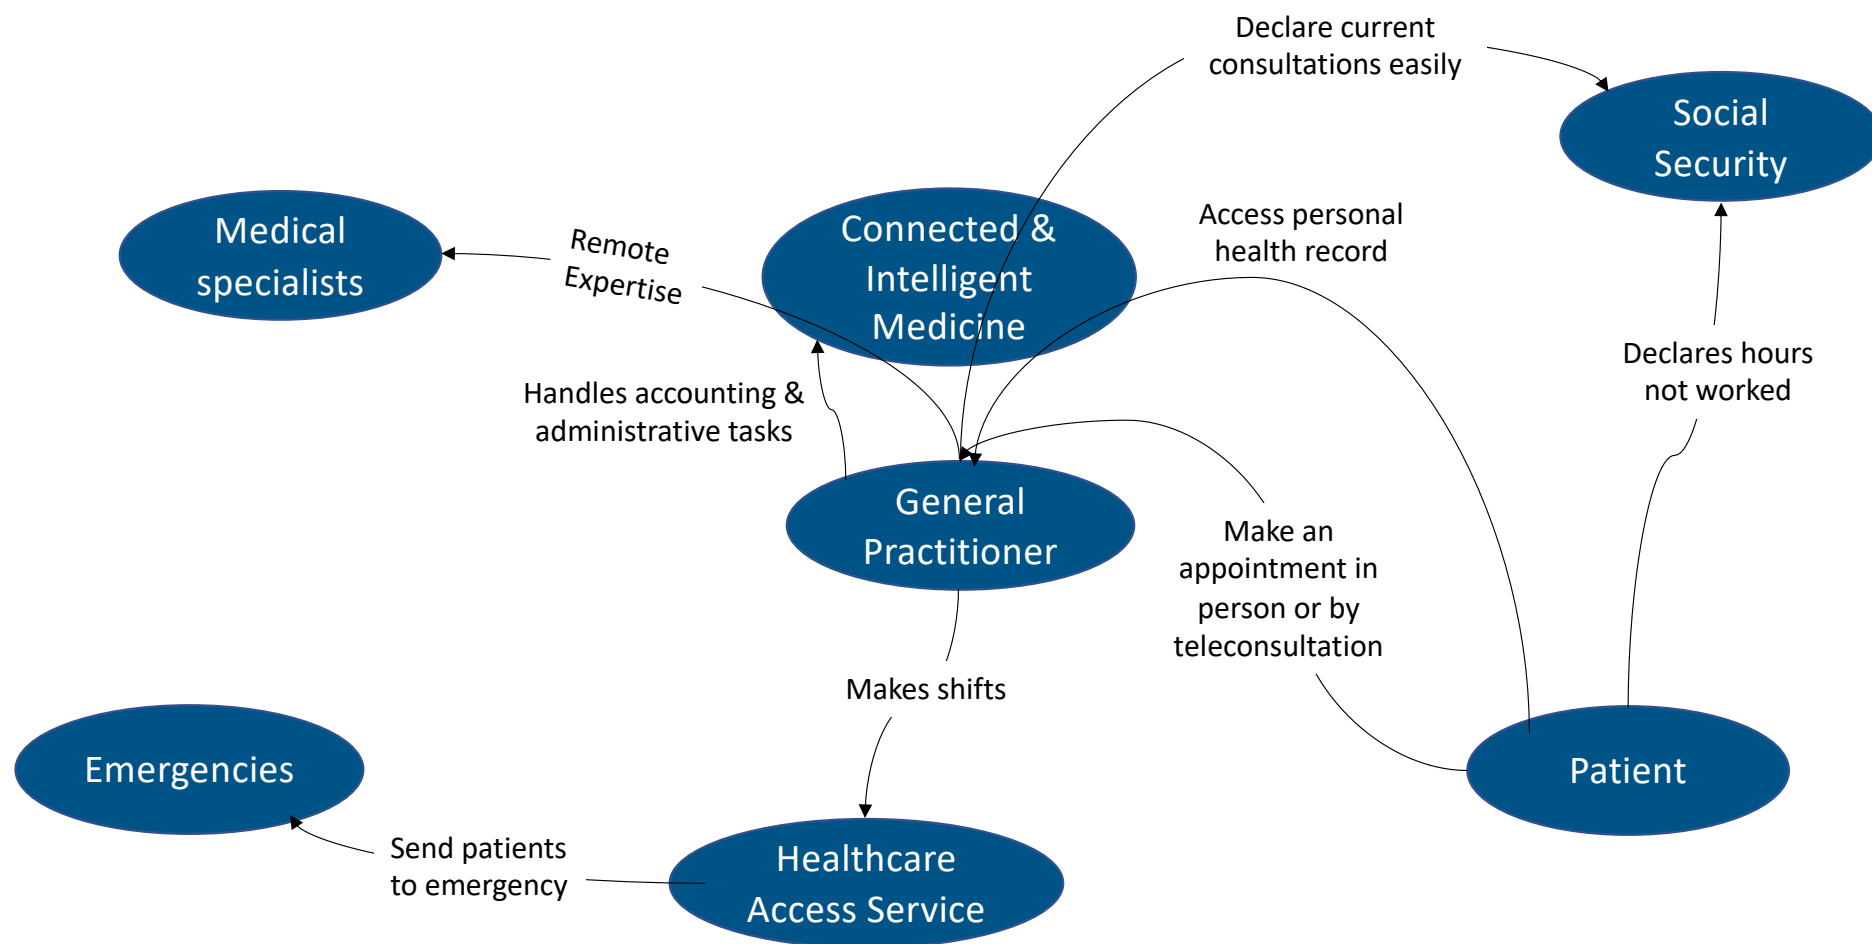 Declare current
consultations easily
Social
Security
Medical
specialists
Remote
Expertise
Connected &
Intelligent
Medicine
Access personal
health record
Handles accounting &
administrative tasks
Declares hours
not worked
General
Practitioner
Make an
appointment in
person or by
teleconsultation
Makes shifts
Emergencies
Patient
Send patients
to emergency
Healthcare
Access Service